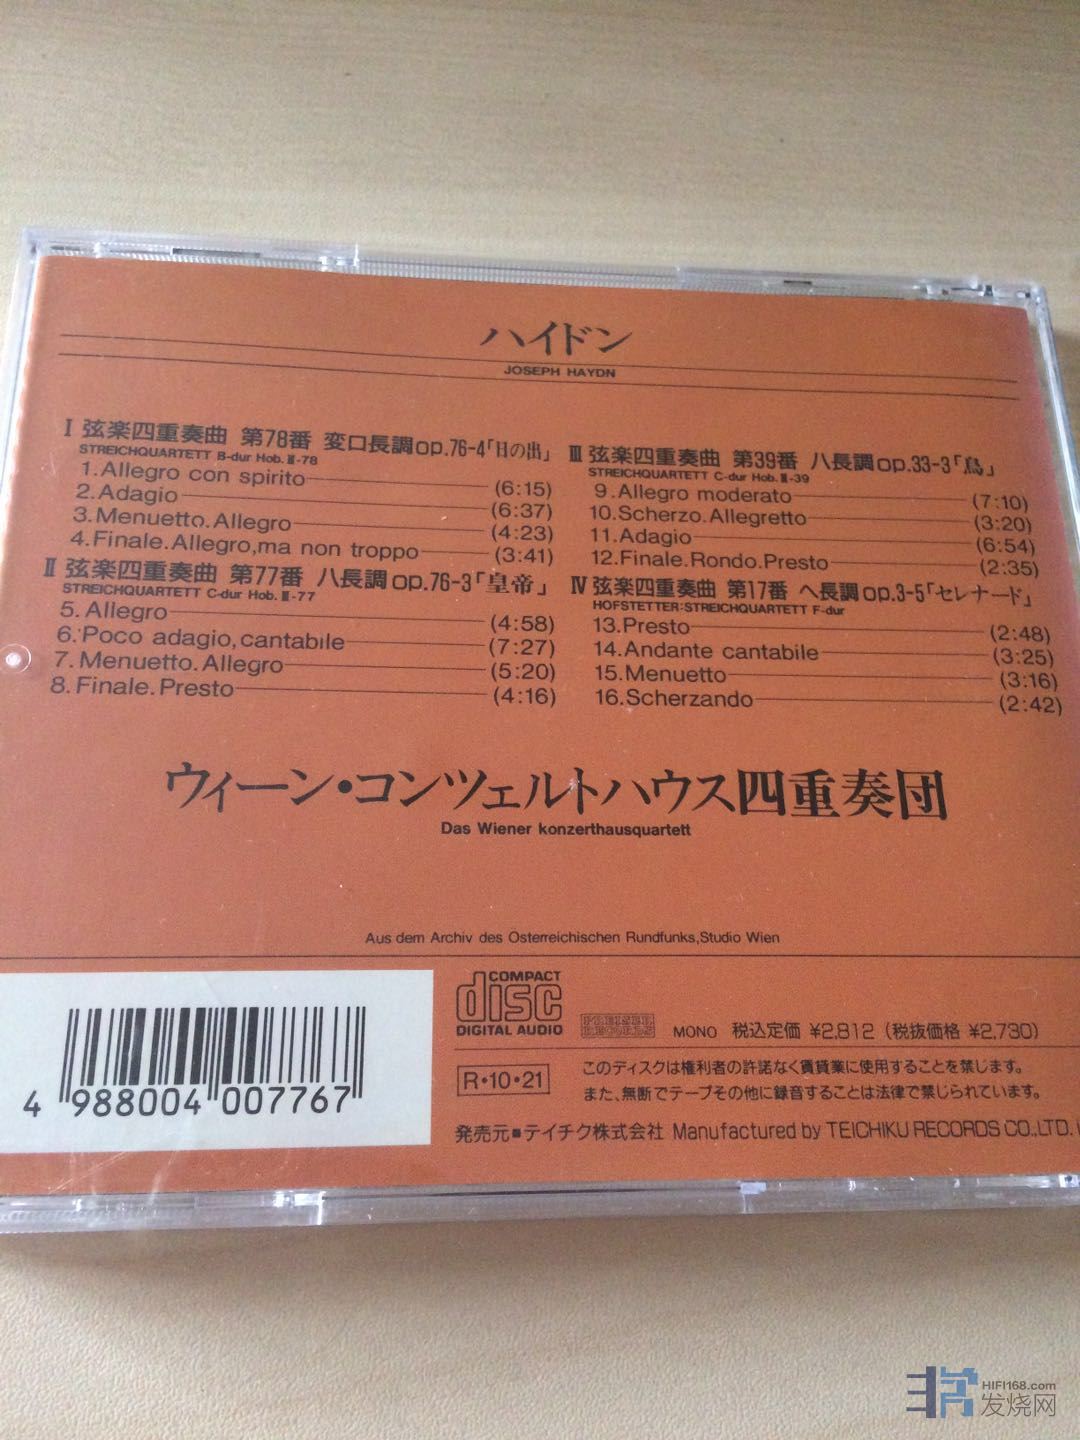 ハイドン
JOSEPH HAYDN
I 弦楽四重奏曲 第78番 変ロ長調op.76-4「日の出」
STREICHQUARTETT B-dur Hob.Ⅲ-78
1.Allegro con spirito (6:15)
2.Adagio (6:37)
3.Menuetto.Allegro (4:23)
4.Finale.Allegro,ma non troppo (3:41)
Ⅱ 弦楽四重奏曲 第77番 ハ長調op.76-3「皇帝」
STREICHQUARTETT C-dur Hob.Ⅲ-77
5.Allegro (4:58)
6.Poco adagio,cantabile (7:27)
7.Menuetto.Allegro (5:20)
8.Finale.Presto (4:16)
Ⅲ 弦楽四重奏曲 第39番 ハ長調op.33-3「鳥」
STREICHQUARTETT C-dur Hob.Ⅲ-39
9.Allegro moderato (7:10)
10.Scherzo.Allegretto (3:20)
11.Adagio (6:54)
12.Finale.Rondo.Presto (2:35)
Ⅳ 弦楽四重奏曲 第17番 ヘ長調op.3-5「セレナード」
HOFSTETTER:STREICHQUARTETT F-dur
13.Presto (2:48)
14.Andante cantabile (3:25)
15.Menuetto (3:16)
16.Scherzando (2:42)
ウィーン・コンツェルトハウス四重奏団
Das Wiener konzerthausquartett
Aus dem Archiv des Osterreichischen Rundfunks,Studio Wien
COMPACT
disc
DIGITAL AUDIO
PREISER
RECORDS
MONO 税込定価 ¥2,812 (税抜価格 ¥2,730)
R・10・21
このディスクは権利者の許諾なく賃貸業に使用することを禁じます。
また、無断でテープその他に録音することは法律で禁じられています。
発売元■テイチク株式会社 Manufactured by TEICHIKU RECORDS CO.,LTD.
4 988004 007767
HIFI168.com
发烧网